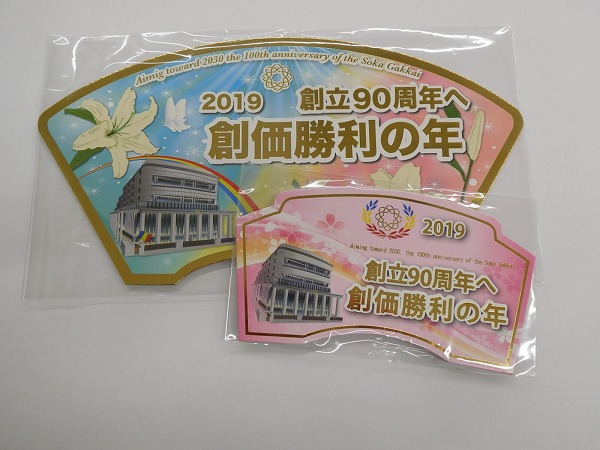 Aimig toward 2030 the 100th anniversary of the Soka Gakkai
2019 創立90周年へ
創価勝利の年
2019
Aimig toward 2030, the 100th anniversary of the Soka Gakkai
創立90周年へ
創価勝利の年